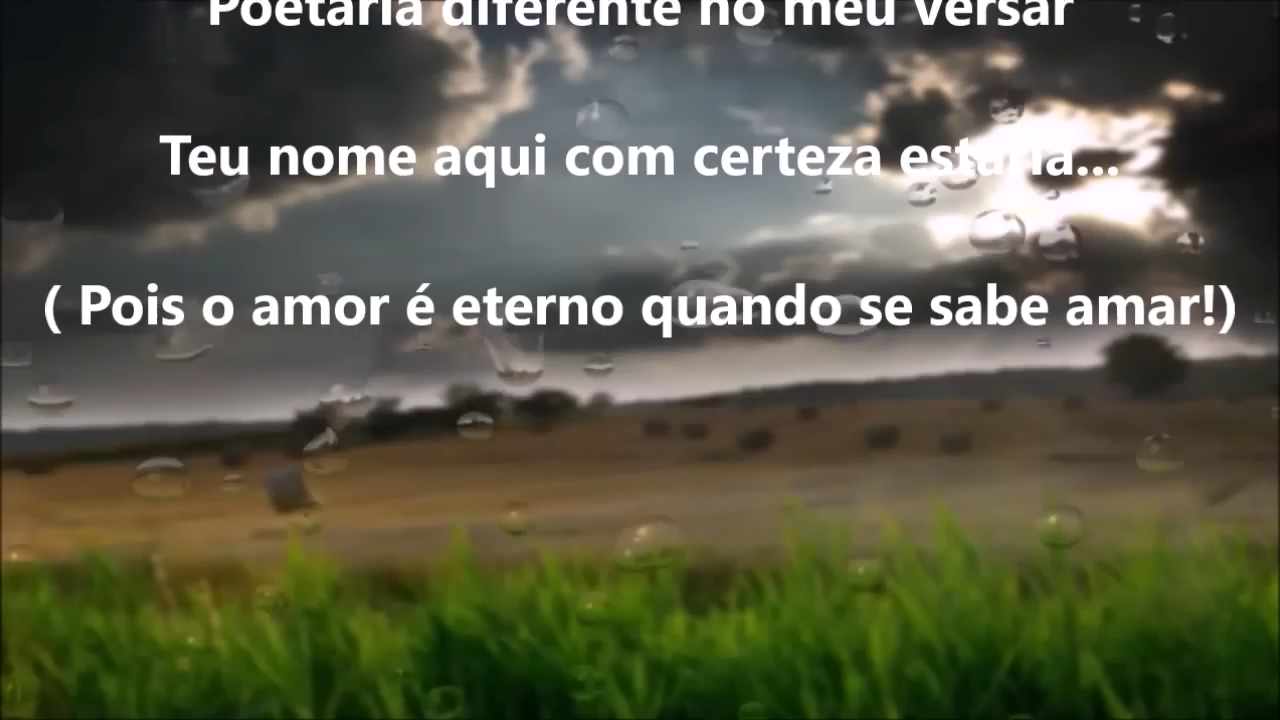 Poetaria diferente no meu versar
Teu nome aqui com certeza estaria...
( Pois o amor é eterno quando se sabe amar!)